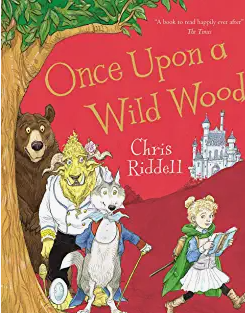 "A book to read happily ever after"
The Times
Once Upon a
Wild Wood
Chris
Riddell